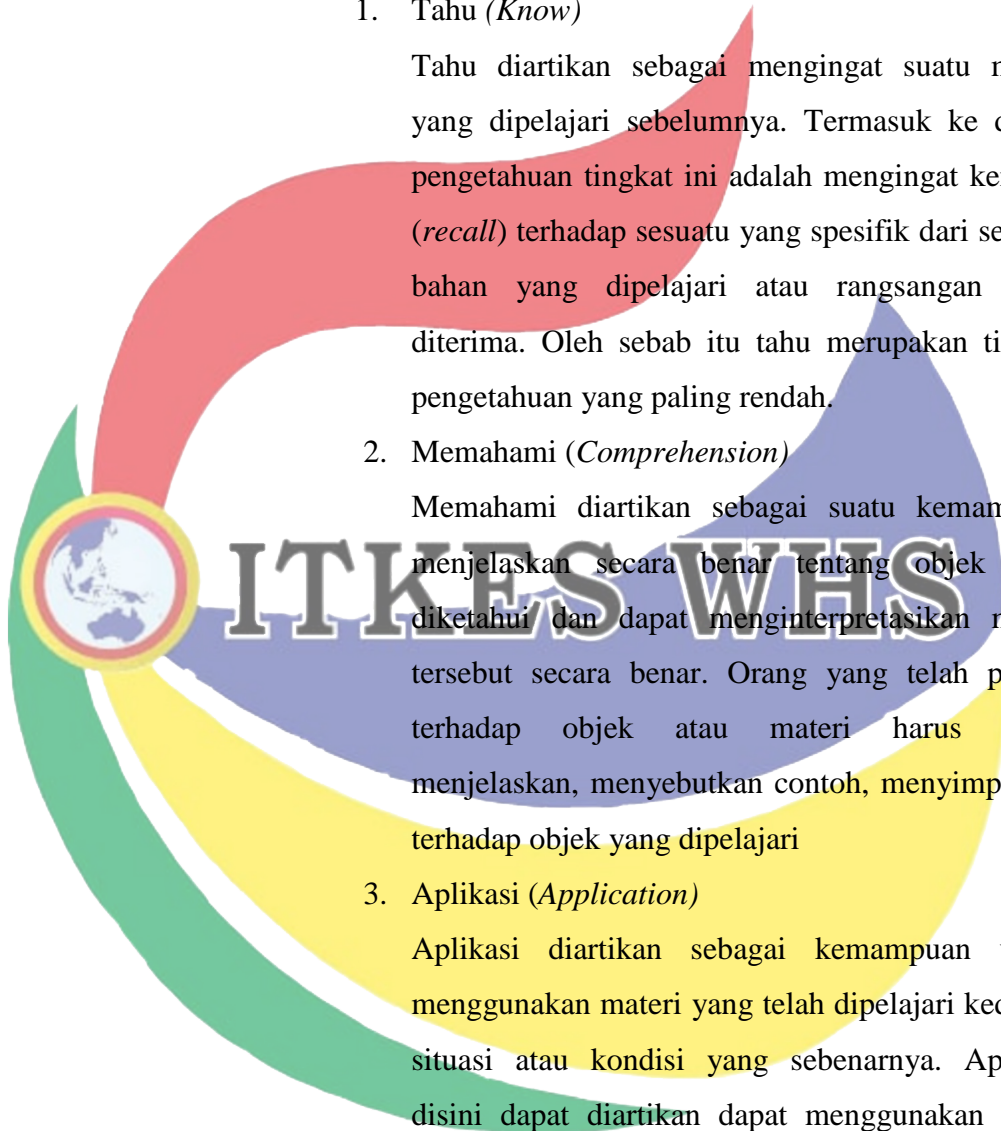 1. Tahu (Know)
Tahu diartikan sebagai mengingat suatu
yang dipelajari sebelumnya. Termasuk ke
pengetahuan tingkat ini adalah mengingat
(recall) terhadap sesuatu yang spesifik dari
bahan yang dipelajari atau rangsangan
diterima. Oleh sebab itu tahu merupakan
pengetahuan yang paling rendah.
2. Memahami (Comprehension)
Memahami diartikan sebagai suatu
menjelaskan secara benar tentang objek
ITKES WHS
diketahui dan dapat menginterpretasikan
tersebut secara benar. Orang yang telah
terhadap objek atau materi harus
menjelaskan, menyebutkan contoh,
terhadap objek yang dipelajari
3. Aplikasi (Application)
Aplikasi diartikan sebagai kemampuan
menggunakan materi yang telah dipelajari
situasi atau kondisi yang sebenarnya.
disini dapat diartikan dapat menggunakan